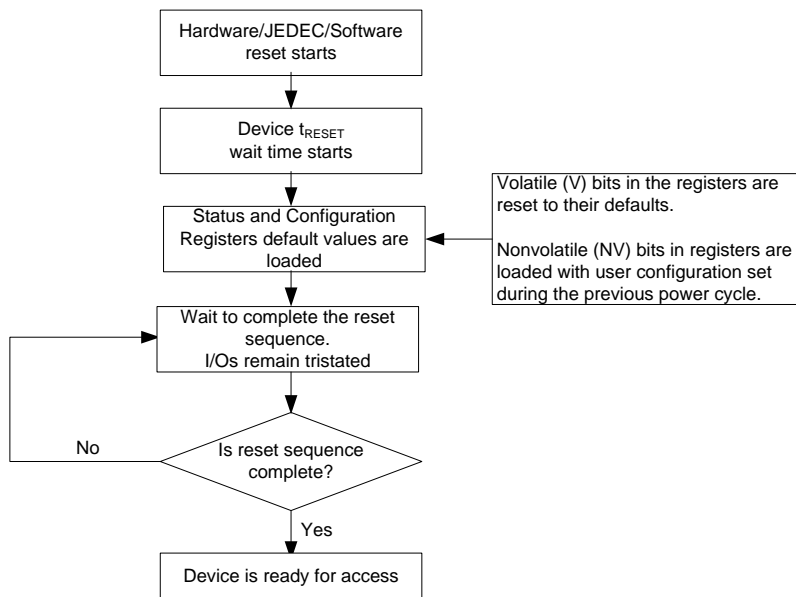 Hardware/JEDEC/Software
reset starts
Device tRESET
wait time starts
Status and Configuration
Registers default values are
loaded
Volatile (V) bits in the registers are
reset to their defaults.
Nonvolatile (NV) bits in registers are
loaded with user configuration set
during the previous power cycle.
Wait to complete the reset
sequence.
I/Os remain tristated
Is reset sequence
complete?
No
Yes
Device is ready for access